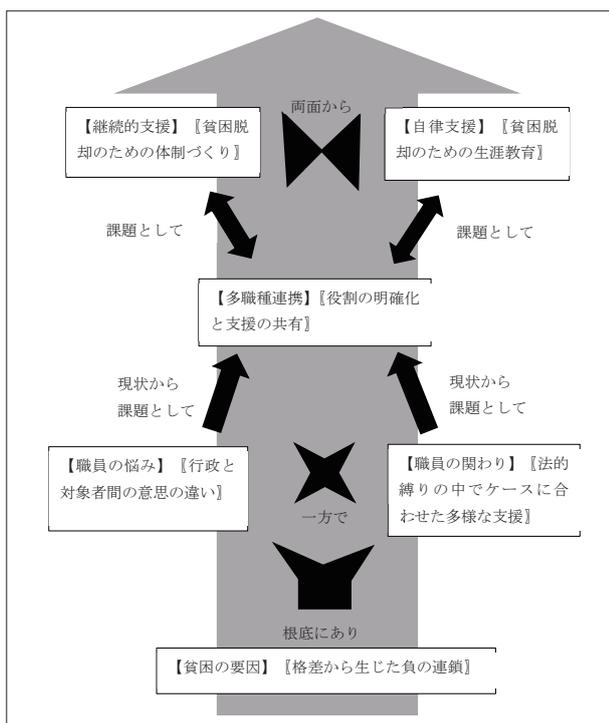 両面から
【継続的支援】〖貧困脱
却のための体制づくり〗
【自律支援】〖貧困脱
却のための生涯教育〗
課題として
課題として
【多職種連携】〖役割の明確化
と支援の共有〗
現状から
課題として
現状から
課題として
【職員の悩み】〖行政と
対象者間の意思の違い〗
【職員の関わり】〖法的
縛りの中でケースに合
わせた多様な支援〗
一方で
根底にあり
【貧困の要因】〖格差から生じた負の連鎖〗